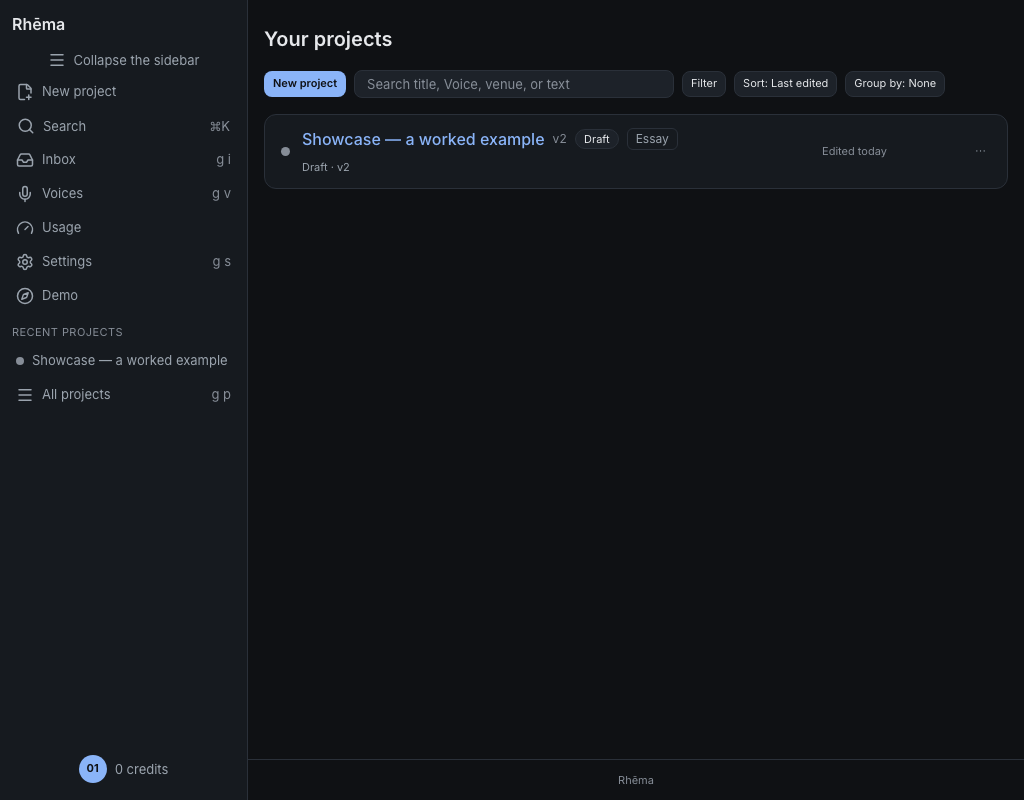 Rhēma
Collapse the sidebar
New project
Search ⌘K
Inbox g i
Voices g v
Usage
Settings g s
Demo
RECENT PROJECTS
Showcase — a worked example
All projects g p
01 0 credits
Your projects
New project Search title, Voice, venue, or text Filter Sort: Last edited Group by: None
Showcase — a worked example v2 Draft Essay
Edited today ...
Draft · v2
Rhēma